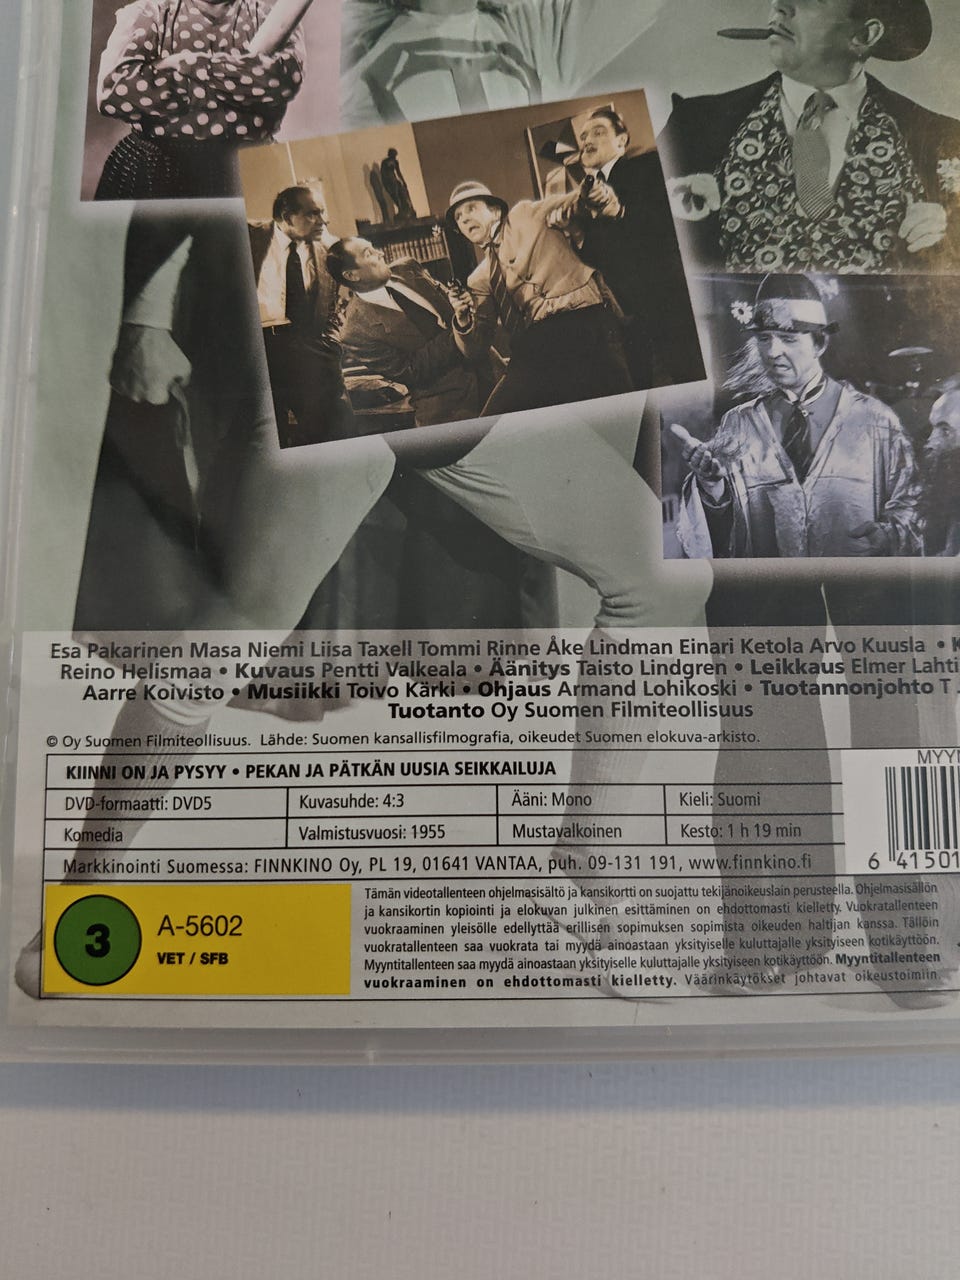 Esa Pakarinen Masa Niemi Liisa Taxell Tommi Rinne Åke Lindman Einari Ketola Arvo Kuusla • K
Reino Helismaa • Kuvaus Pentti Valkeala • Äänitys Taisto Lindgren • Leikkaus Elmer Lahti
Aarre Koivisto • Musiikki Toivo Kärki • Ohjaus Armand Lohikoski • Tuotannonjohto T.
Tuotanto Oy Suomen Filmiteollisuus
© Oy Suomen Filmiteollisuus. Lähde: Suomen kansallisfilmografia, oikeudet Suomen elokuva-arkisto.
KIINNI ON JA PYSYY • PEKAN JA PÄTKÄN UUSIA SEIKKAILUJA
MYYN
DVD-formaatti: DVD5 Kuvasuhde: 4:3 Ääni: Mono Kieli: Suomi
Komedia Valmistusvuosi: 1955 Mustavalkoinen Kesto: 1 h 19 min
Markkinointi Suomessa: FINNKINO Oy, PL 19, 01641 VANTAA, puh. 09-131 191, www.finnkino.fi
6 41501
3 A-5602
VET / SFB
Tämän videotallenteen ohjelmasisältö ja kansikortti on suojattu tekijänoikeuslain perusteella. Ohjelmasisällön
ja kansikortin kopiointi ja elokuvan julkinen esittäminen on ehdottomasti kielletty. Vuokratallenteen
vuokraaminen yleisölle edellyttää erillisen sopimuksen sopimista oikeuden haltijan kanssa. Tällöin
vuokratallenteen saa vuokrata tai myydä ainoastaan yksityiselle kuluttajalle yksityiseen kotikäyttöön.
Myyntitallenteen saa myydä ainoastaan yksityiselle kuluttajalle yksityiseen kotikäyttöön. Myyntitallenteen
vuokraaminen on ehdottomasti kielletty. Väärinkäytökset johtavat oikeustoimiin.